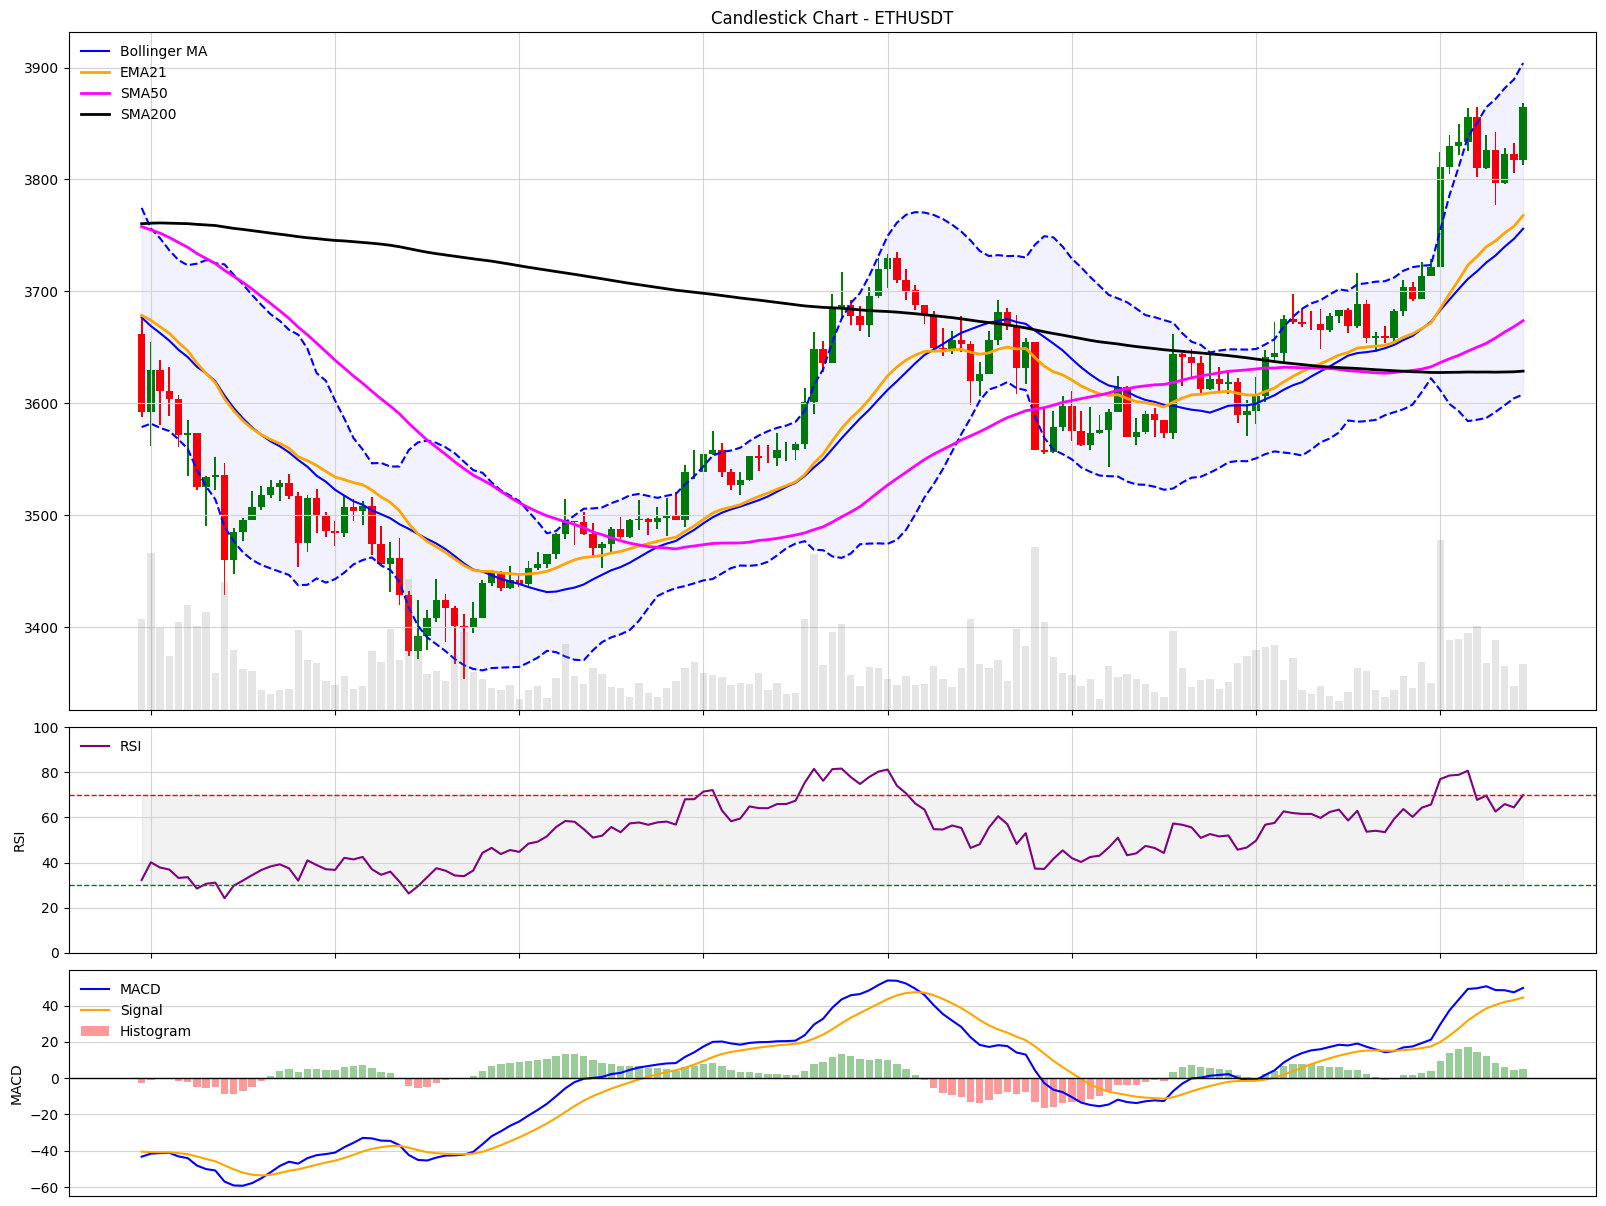 Candlestick Chart - ETHUSDT
Bollinger MA
EMA21
SMA50
SMA200
3900
3800
3700
3600
3500
3400
RSI
100
80
60
40
20
0
RSI
MACD
Signal
Histogram
40
20
0
−20
−40
−60
MACD